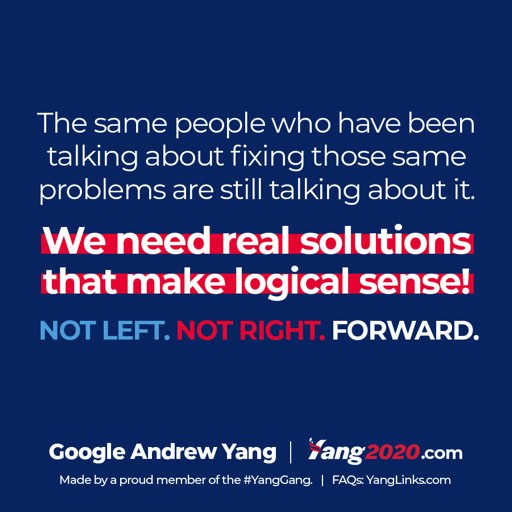 The same people who have been
talking about fixing those same
problems are still talking about it.
We need real solutions
that make logical sense!
NOT LEFT. NOT RIGHT. FORWARD.
Google Andrew Yang | Yang2020.com
Made by a proud member of the #YangGang. | FAQs: YangLinks.com